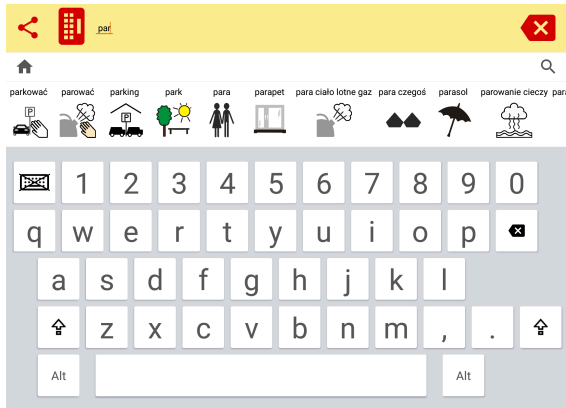 par
parkować parować parking park para parapet para ciało lotne gaz para czegoś parasol parowanie cieczy par
P P
1 2 3 4 5 6 7 8 9 0
q w e r t y u i o p
a s d f g h j k l
z x c v b n m , .
Alt Alt